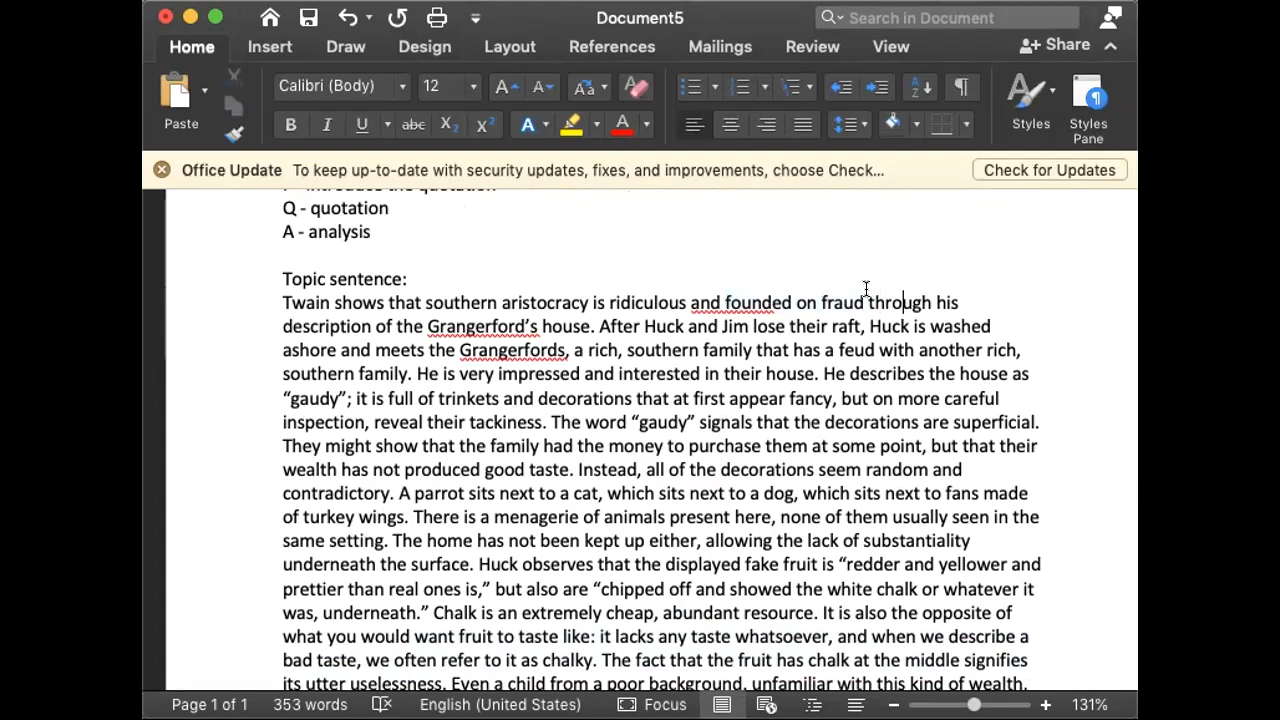 Document5
Search in Document
Home Insert Draw Design Layout References Mailings Review View Share
Paste
Calibri (Body) 12
Styles
Styles Pane
Office Update To keep up-to-date with security updates, fixes, and improvements, choose Check... Check for Updates
I - introduce the quotation
Q - quotation
A - analysis
Topic sentence:
Twain shows that southern aristocracy is ridiculous and founded on fraud through his
description of the Grangerford’s house. After Huck and Jim lose their raft, Huck is washed
ashore and meets the Grangerfords, a rich, southern family that has a feud with another rich,
southern family. He is very impressed and interested in their house. He describes the house as
“gaudy”; it is full of trinkets and decorations that at first appear fancy, but on more careful
inspection, reveal their tackiness. The word “gaudy” signals that the decorations are superficial.
They might show that the family had the money to purchase them at some point, but that their
wealth has not produced good taste. Instead, all of the decorations seem random and
contradictory. A parrot sits next to a cat, which sits next to a dog, which sits next to fans made
of turkey wings. There is a menagerie of animals present here, none of them usually seen in the
same setting. The home has not been kept up either, allowing the lack of substantiality
underneath the surface. Huck observes that the displayed fake fruit is “redder and yellower and
prettier than real ones is,” but also are “chipped off and showed the white chalk or whatever it
was, underneath.” Chalk is an extremely cheap, abundant resource. It is also the opposite of
what you would want fruit to taste like: it lacks any taste whatsoever, and when we describe a
bad taste, we often refer to it as chalky. The fact that the fruit has chalk at the middle signifies
its utter uselessness. Even a child from a poor background, unfamiliar with this kind of wealth,
Page 1 of 1 353 words English (United States) Focus 131%